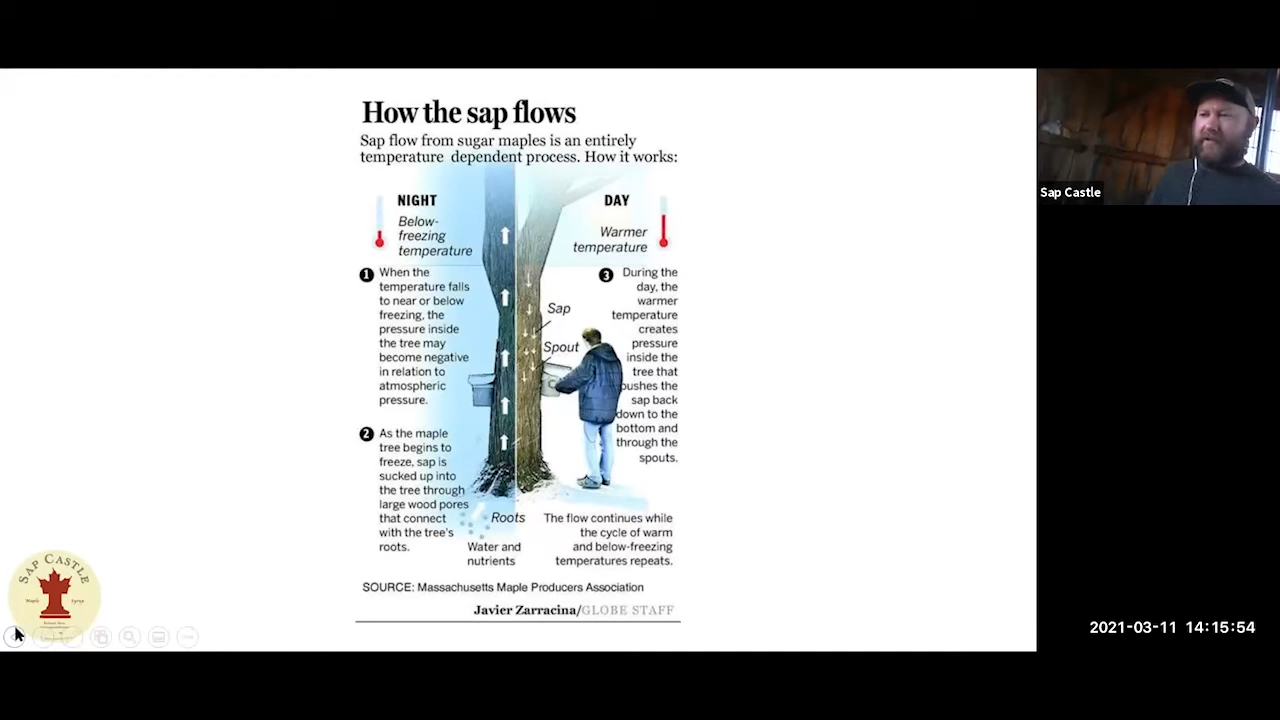 How the sap flows
Sap flow from sugar maples is an entirely
temperature dependent process. How it works:
NIGHT
Below-
freezing
temperature
1 When the
temperature falls
to near or below
freezing, the
pressure inside
the tree may
become negative
in relation to
atmospheric
pressure.
2 As the maple
tree begins to
freeze, sap is
sucked up into
the tree through
large wood pores
that connect
with the tree's
roots.
Sap
Spout
Roots
Water and
nutrients
DAY
Warmer
temperature
3 During the
day, the
warmer
temperature
creates
pressure
inside the
tree that
pushes the
sap back
down to the
bottom and
through the
spouts.
The flow continues while
the cycle of warm
and below-freezing
temperatures repeats.
SOURCE: Massachusetts Maple Producers Association
Javier Zarracina/GLOBE STAFF
SAP CASTLE
Maple Syrup
Sap Castle
2021-03-11 14:15:54